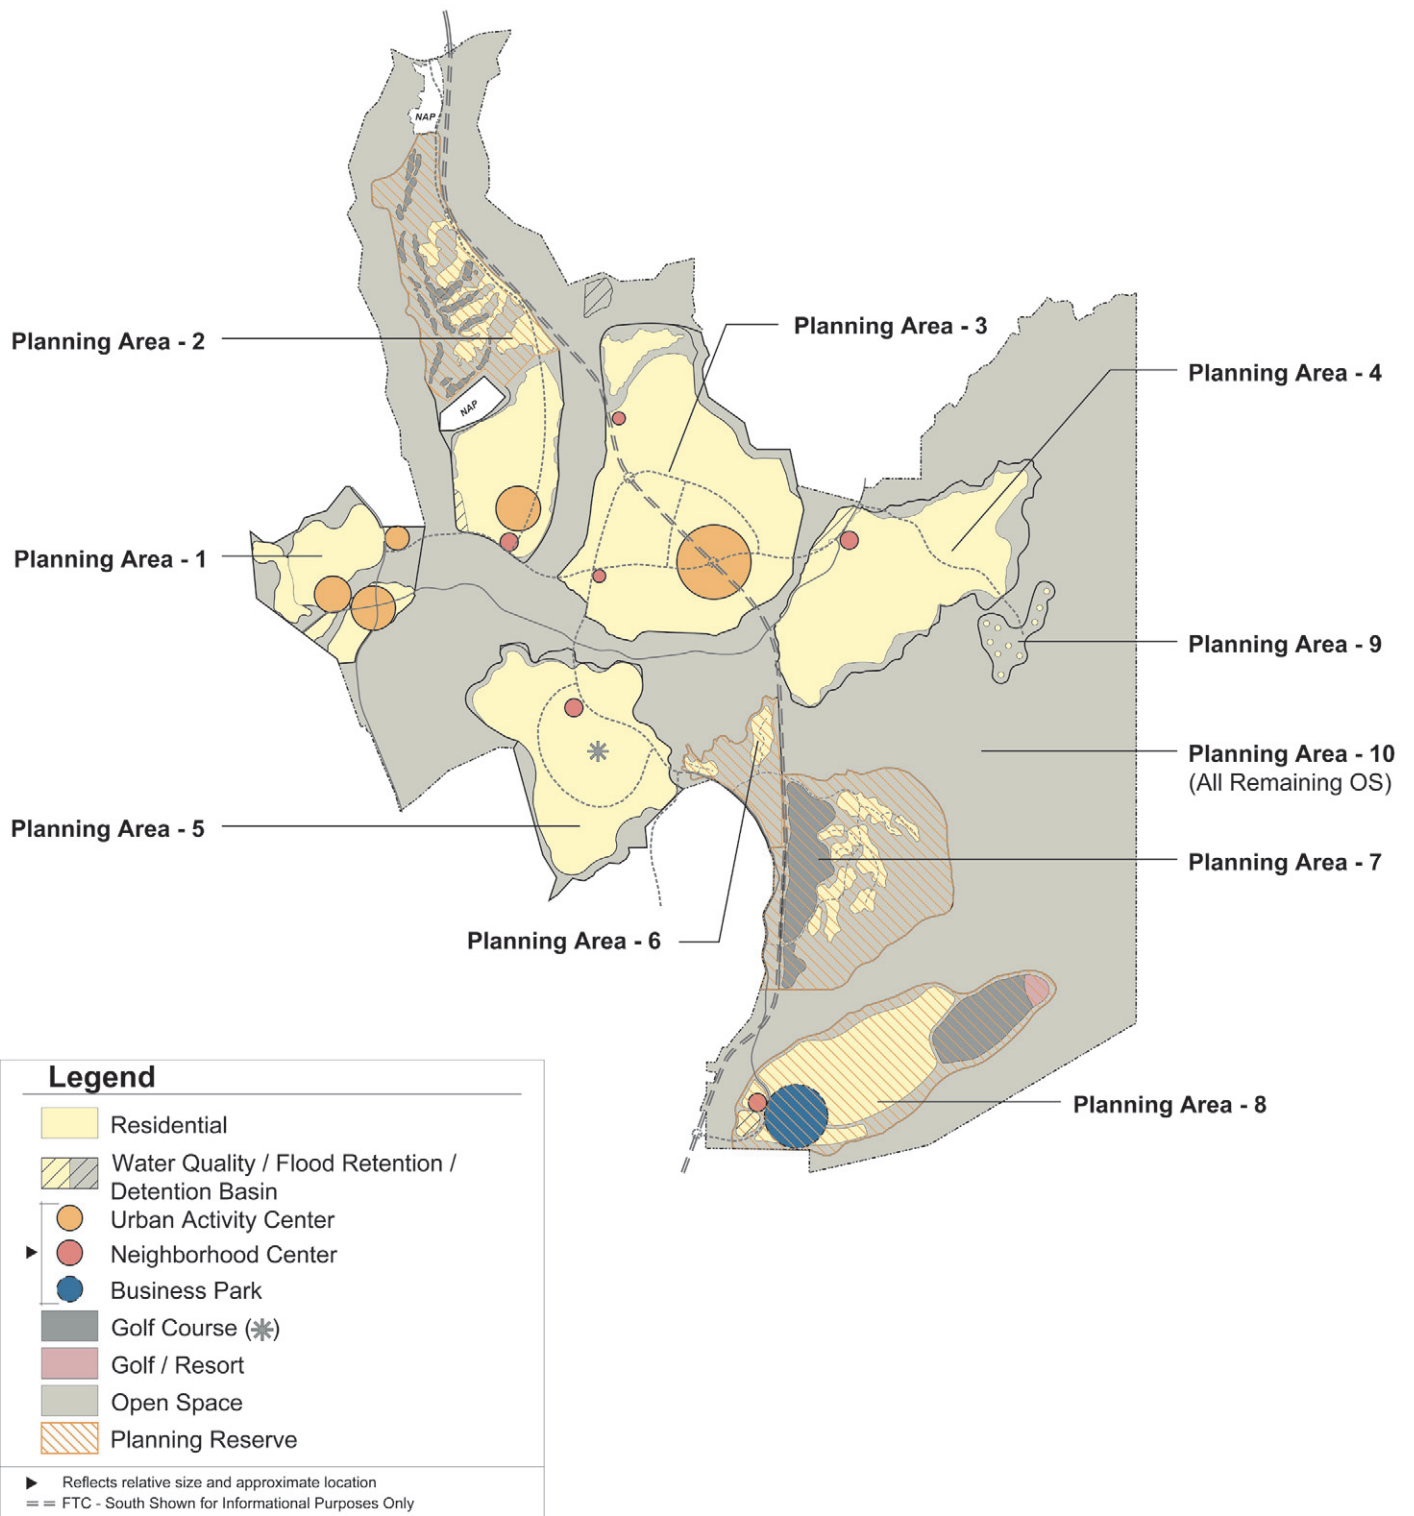 NAP
Planning Area - 3
Planning Area - 2
Planning Area - 4
NAP
Planning Area - 1
Planning Area - 9
Planning Area - 10
(All Remaining OS)
Planning Area - 5
Planning Area - 7
Planning Area - 6
Planning Area - 8
Legend
Residential
Water Quality / Flood Retention /
Detention Basin
Urban Activity Center
Neighborhood Center
Business Park
Golf Course (✳)
Golf / Resort
Open Space
Planning Reserve
Reflects relative size and approximate location
FTC - South Shown for Informational Purposes Only